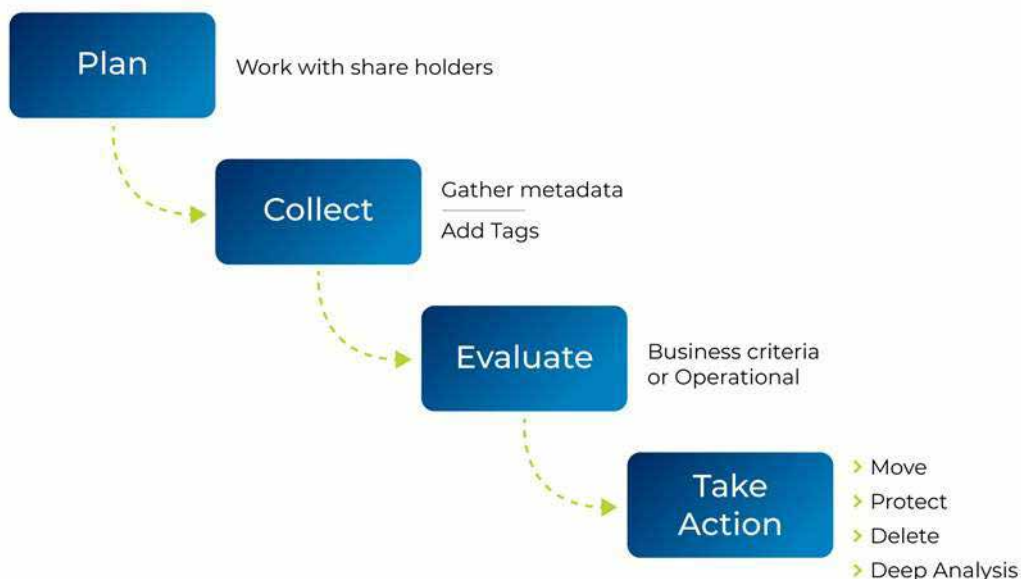 Plan
Work with share holders
Collect
Gather metadata
Add Tags
Evaluate
Business criteria
or Operational
Take
Action
Move
Protect
Delete
Deep Analysis